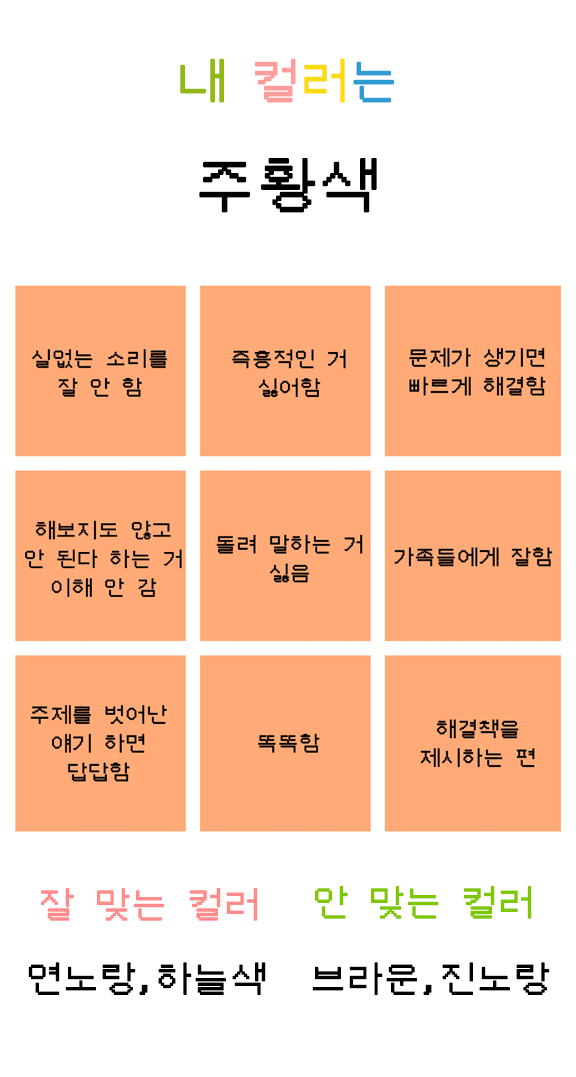 내 컬러는
주황색
실없는 소리를
잘 안 함
즉흥적인 거
싫어함
문제가 생기면
빠르게 해결함
해보지도 않고
안 된다 하는 거
이해 안 감
돌려 말하는 거
싫음
가족들에게 잘함
주제를 벗어난
얘기 하면
답답함
똑똑함
해결책을
제시하는 편
잘 맞는 컬러
연노랑,하늘색
안 맞는 컬러
브라운,진노랑